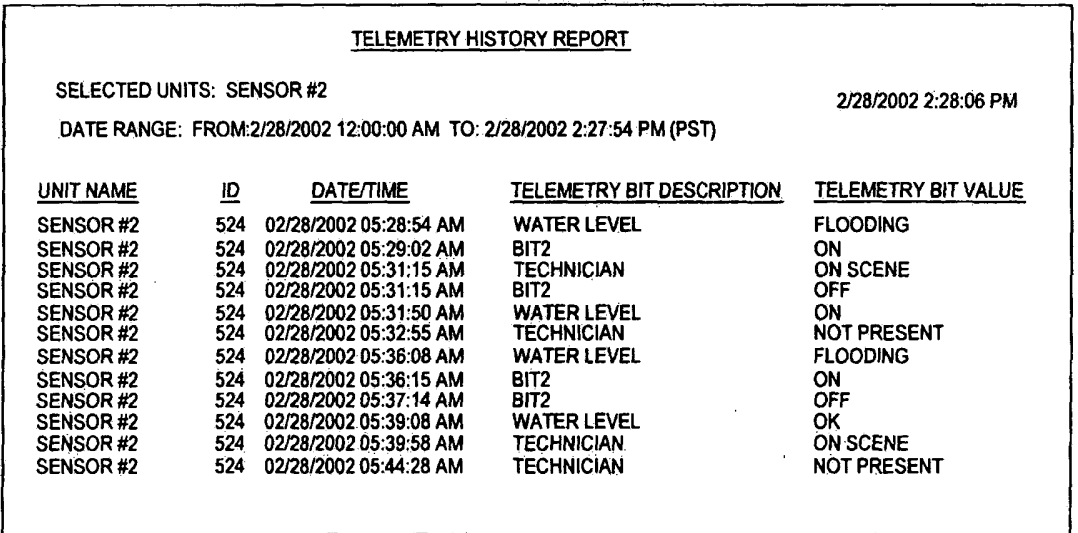 TELEMETRY HISTORY REPORT
SELECTED UNITS: SENSOR #2
2/28/2002 2:28:06 PM
DATE RANGE: FROM:2/28/2002 12:00:00 AM TO: 2/28/2002 2:27:54 PM (PST)
UNIT NAME ID DATE/TIME TELEMETRY BIT DESCRIPTION TELEMETRY BIT VALUE
SENSOR #2 524 02/28/2002 05:28:54 AM WATER LEVEL FLOODING
SENSOR #2 524 02/28/2002 05:29:02 AM BIT2 ON
SENSOR #2 524 02/28/2002 05:31:15 AM TECHNICIAN ON SCENE
SENSOR #2 524 02/28/2002 05:31:15 AM BIT2 OFF
SENSOR #2 524 02/28/2002 05:31:50 AM WATER LEVEL ON
SENSOR #2 524 02/28/2002 05:32:55 AM TECHNICIAN NOT PRESENT
SENSOR #2 524 02/28/2002 05:36:08 AM WATER LEVEL FLOODING
SENSOR #2 524 02/28/2002 05:36:15 AM BIT2 ON
SENSOR #2 524 02/28/2002 05:37:14 AM BIT2 OFF
SENSOR #2 524 02/28/2002 05:39:08 AM WATER LEVEL OK
SENSOR #2 524 02/28/2002 05:39:58 AM TECHNICIAN ON SCENE
SENSOR #2 524 02/28/2002 05:44:28 AM TECHNICIAN NOT PRESENT